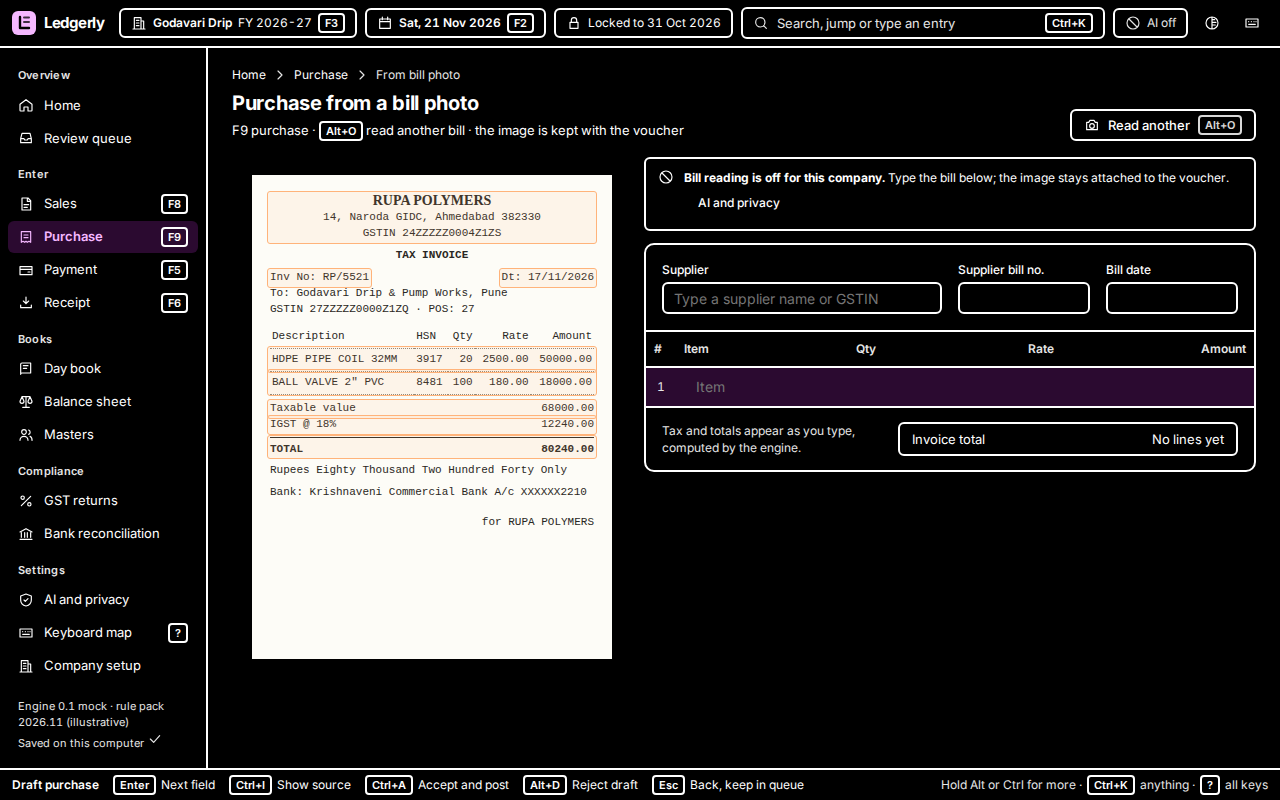 Ledgerly
Godavari Drip FY 2026-27 F3
Sat, 21 Nov 2026 F2
Locked to 31 Oct 2026
Search, jump or type an entry Ctrl+K
AI off
Overview
Home
Review queue
Enter
Sales F8
Purchase F9
Payment F5
Receipt F6
Books
Day book
Balance sheet
Masters
Compliance
GST returns
Bank reconciliation
Settings
AI and privacy
Keyboard map ?
Company setup
Engine 0.1 mock · rule pack
2026.11 (illustrative)
Saved on this computer
Home Purchase From bill photo
Purchase from a bill photo
F9 purchase · Alt+O read another bill · the image is kept with the voucher
Read another Alt+O
RUPA POLYMERS
14, Naroda GIDC, Ahmedabad 382330
GSTIN 24ZZZZZ0004Z1ZS
TAX INVOICE
Inv No: RP/5521 Dt: 17/11/2026
To: Godavari Drip & Pump Works, Pune
GSTIN 27ZZZZZ0000Z1ZQ · POS: 27
Description HSN Qty Rate Amount
HDPE PIPE COIL 32MM 3917 20 2500.00 50000.00
BALL VALVE 2" PVC 8481 100 180.00 18000.00
Taxable value 68000.00
IGST @ 18% 12240.00
TOTAL 80240.00
Rupees Eighty Thousand Two Hundred Forty Only
Bank: Krishnaveni Commercial Bank A/c XXXXXX2210
for RUPA POLYMERS
Bill reading is off for this company. Type the bill below; the image stays attached to the voucher.
AI and privacy
Supplier Supplier bill no. Bill date
Type a supplier name or GSTIN
# Item Qty Rate Amount
1 Item
Tax and totals appear as you type,
computed by the engine.
Invoice total No lines yet
Draft purchase Enter Next field Ctrl+I Show source Ctrl+A Accept and post Alt+D Reject draft Esc Back, keep in queue Hold Alt or Ctrl for more · Ctrl+K anything · ? all keys